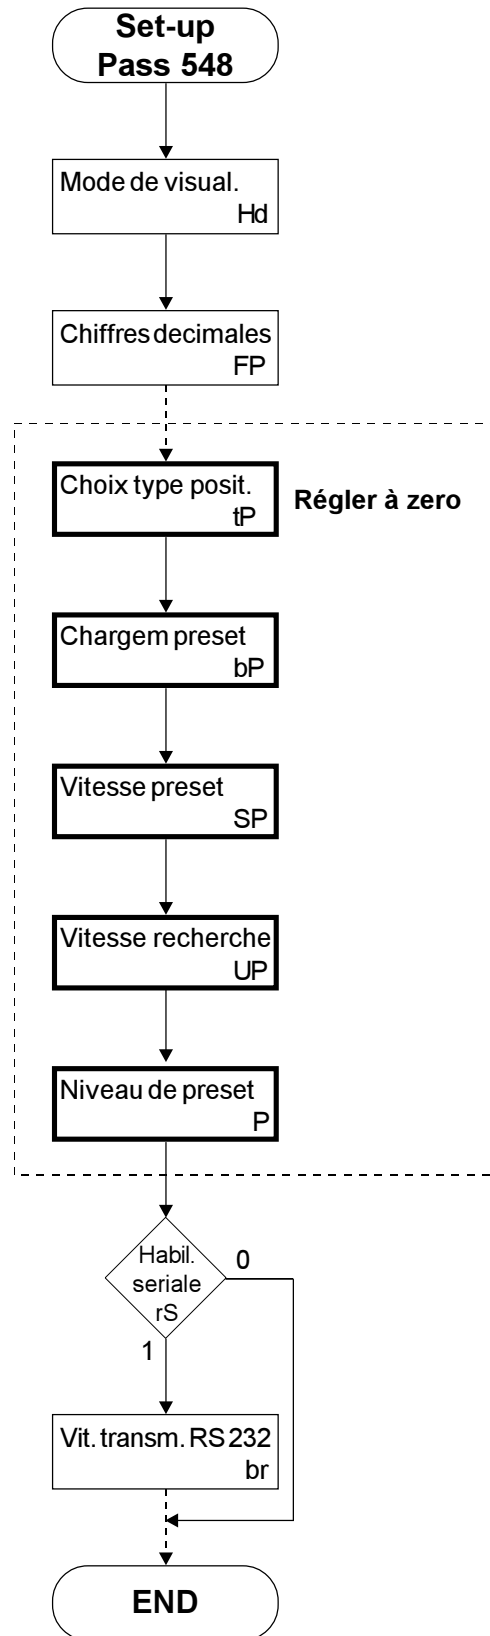 Set-up
Pass 548
Mode de visual.
Hd
Chiffres decimales
FP
Choix type posit.
tP
Régler à zero
Chargem preset
bP
Vitesse preset
SP
Vitesse recherche
UP
Niveau de preset
P
Habil.
seriale
rS
0
1
Vit. transm. RS 232
br
END